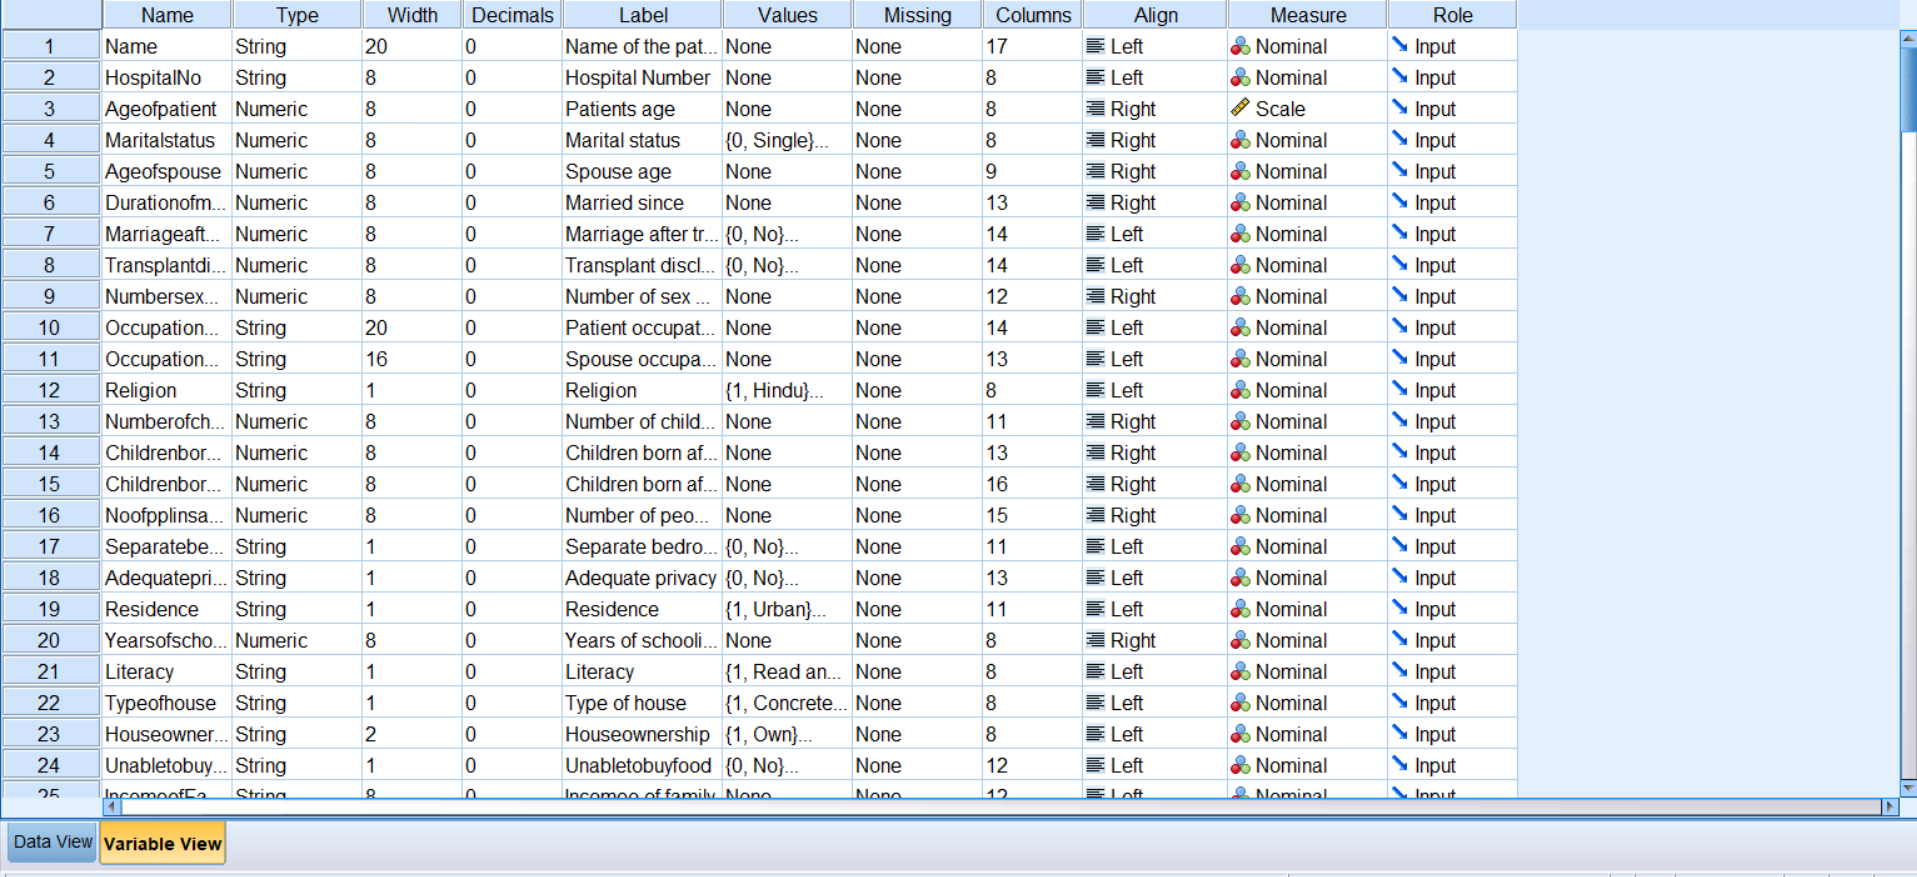 Name Type Width Decimals Label Values Missing Columns Align Measure Role
1 Name String 20 0 Name of the pat... None None 17 Left Nominal Input
2 HospitalNo String 8 0 Hospital Number None None 8 Left Nominal Input
3 Ageofpatient Numeric 8 0 Patients age None None 8 Right Scale Input
4 Maritalstatus Numeric 8 0 Marital status {0, Single}... None 8 Right Nominal Input
5 Ageofspouse Numeric 8 0 Spouse age None None 9 Right Nominal Input
6 Durationofm... Numeric 8 0 Married since None None 13 Right Nominal Input
7 Marriageaft... Numeric 8 0 Marriage after tr... {0, No}... None 14 Left Nominal Input
8 Transplantdi... Numeric 8 0 Transplant discl... {0, No}... None 14 Left Nominal Input
9 Numbersex... Numeric 8 0 Number of sex ... None None 12 Right Nominal Input
10 Occupation... String 20 0 Patient occupat... None None 14 Left Nominal Input
11 Occupation... String 16 0 Spouse occupa... None None 13 Left Nominal Input
12 Religion String 1 0 Religion {1, Hindu}... None 8 Left Nominal Input
13 Numberofch... Numeric 8 0 Number of child... None None 11 Right Nominal Input
14 Childrenbor... Numeric 8 0 Children born af... None None 13 Right Nominal Input
15 Childrenbor... Numeric 8 0 Children born af... None None 16 Right Nominal Input
16 Noofpplinsa... Numeric 8 0 Number of peo... None None 15 Right Nominal Input
17 Separatebe... String 1 0 Separate bedro... {0, No}... None 11 Left Nominal Input
18 Adequatepri... String 1 0 Adequate privacy {0, No}... None 13 Left Nominal Input
19 Residence String 1 0 Residence {1, Urban}... None 11 Left Nominal Input
20 Yearsofscho... Numeric 8 0 Years of schooli... None None 8 Right Nominal Input
21 Literacy String 1 0 Literacy {1, Read an... None 8 Left Nominal Input
22 Typeofhouse String 1 0 Type of house {1, Concrete... None 8 Left Nominal Input
23 Houseowner... String 2 0 Houseownership {1, Own}... None 8 Left Nominal Input
24 Unabletobuy... String 1 0 Unabletobuyfood {0, No}... None 12 Left Nominal Input
25 IncomeofFa... String 8 0 Incomeo of family None None 12 Left Nominal Input
Data View Variable View